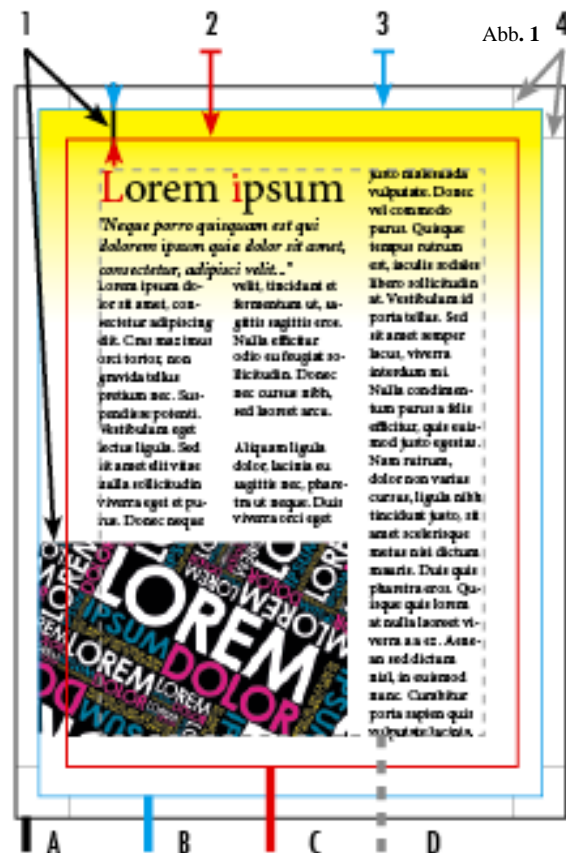 1
2
3
4
Abb. 1
Lorem ipsum
"Neque porro quisquam est qui
dolorem ipsum quia dolor sit amet,
consectetur, adipisci velit..."
Lorem ipsum do-
lor sit amet, con-
sectetur adipiscing
elit. Cras maximus
orci tortor, non
gravida tellus
pretium nec. Sus-
pendisse potenti.
Vestibulum eget
lectus ligula. Sed
sit amet elit vitae
nulla sollicitudin
viverra eget et pu-
rus. Donec neque
velit, tincidunt et
fermentum ut, sa-
gittis sagittis eros.
Nulla efficitur
odio eu feugiat so-
llicitudin. Donec
nec cursus nibh,
sed laoreet arcu.
Aliquam ligula
dolor, lacinia eu
sagittis nec, phare-
tra ut neque. Duis
viverra orci eget
justo malesuada
vulputate. Donec
vel commodo
purus. Quisque
tempus rutrum
est, iaculis sodales
libero sollicitudin
at. Vestibulum id
porta tellus. Sed
sit amet semper
lacus, viverra
interdum mi.
Nulla condimen-
tum purus a felis
efficitur, quis euis-
mod justo egestas.
Nam rutrum,
dolor non varius
cursus, ligula nibh
tincidunt justo, sit
amet scelerisque
metus nisi dictum
mauris. Duis quis
pharetra eros. Qu-
isque quis lorem
at nulla laoreet vi-
verra a a ex. Aene-
an sed dictum
nisl, in euismod
nunc. Curabitur
porta sapien quis
vulputate lacinia.
LOREM
IPSUM
DOLOR
LOREM
DOLOR
LOREM
A
B
C
D